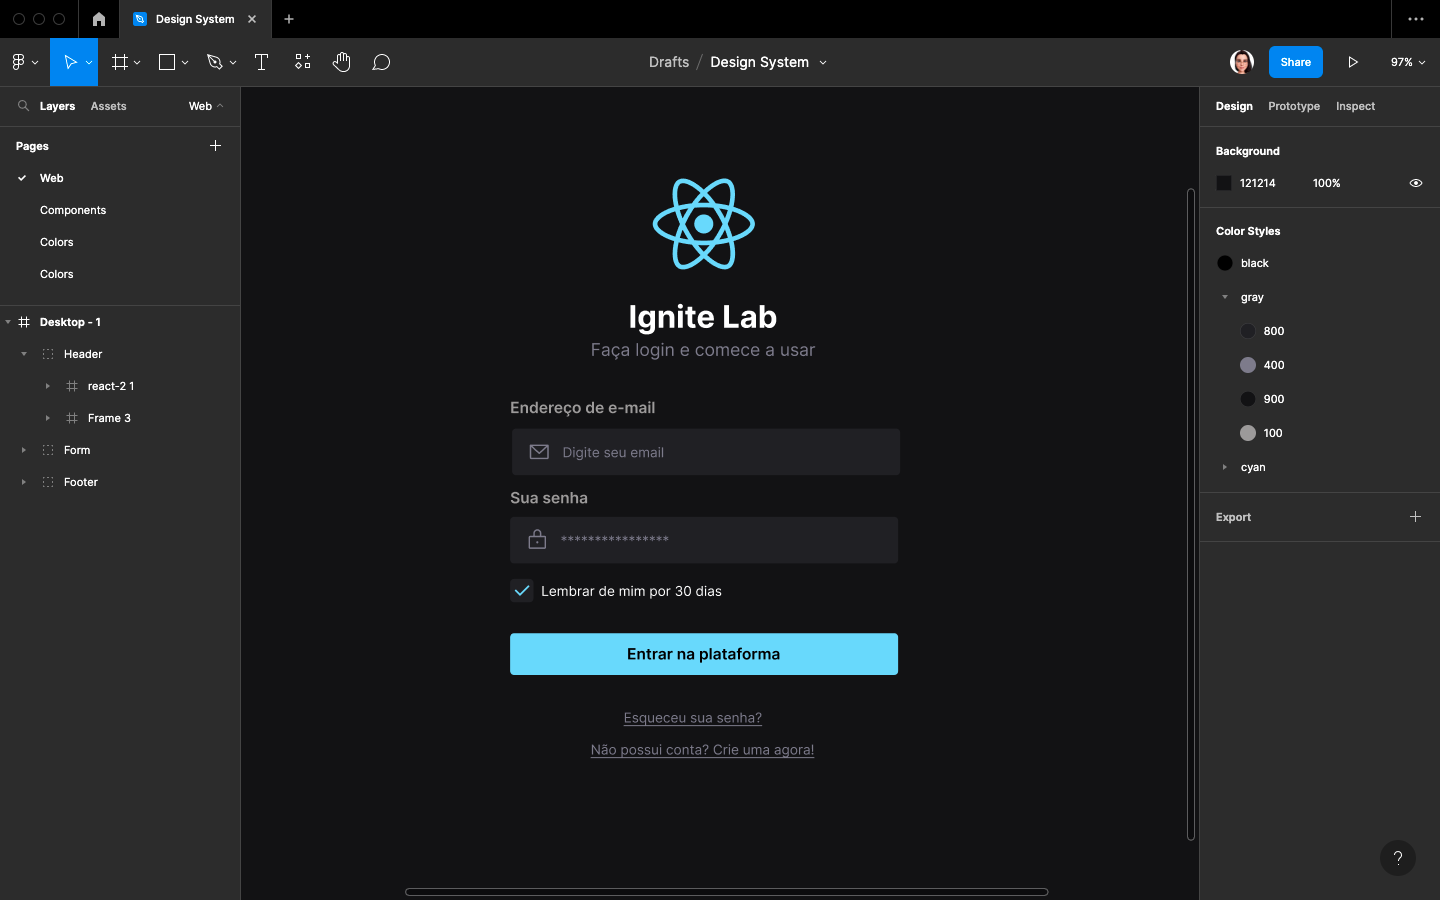 Design System
Drafts / Design System
Share
97%
Layers
Assets
Web
Pages
Web
Components
Colors
Colors
Desktop - 1
Header
react-2 1
Frame 3
Form
Footer
Ignite Lab
Faça login e comece a usar
Endereço de e-mail
Digite seu email
Sua senha
****************
Lembrar de mim por 30 dias
Entrar na plataforma
Esqueceu sua senha?
Não possui conta? Crie uma agora!
Design
Prototype
Inspect
Background
121214
100%
Color Styles
black
gray
800
400
900
100
cyan
Export
?